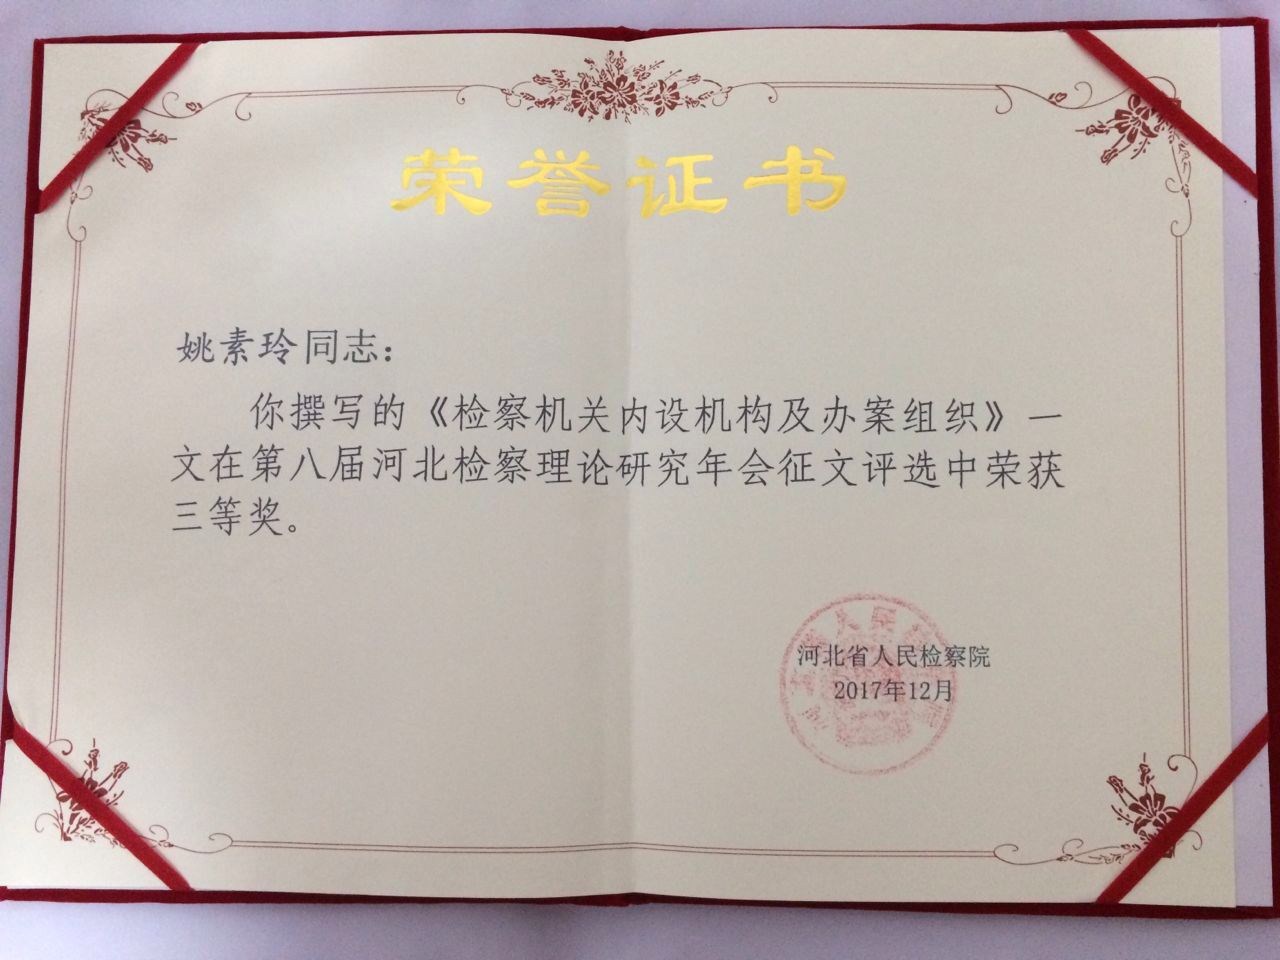 荣誉证书
姚素玲同志：
你撰写的《检察机关内设机构及办案组织》一
文在第八届河北检察理论研究年会征文评选中荣获
三等奖。
河北省人民检察院
2017年12月